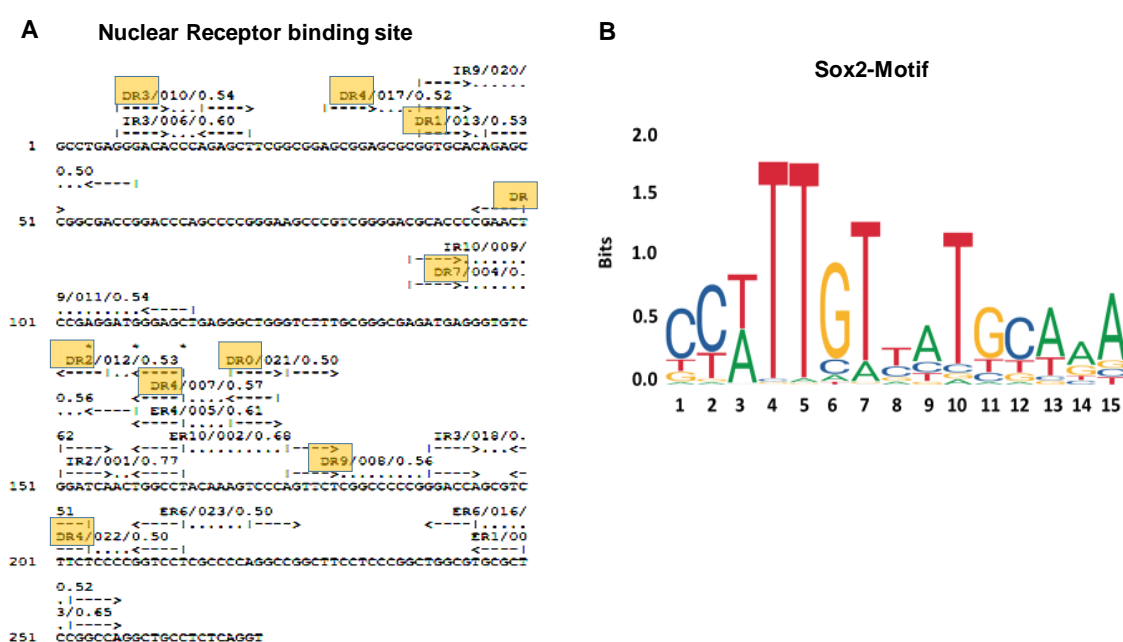 A
Nuclear Receptor binding site
B
Sox2-Motif
IR9/020/
|---->......
DR3/010/0.54 DR4/017/0.52
|---->...|----> |---->....|---->
IR3/006/0.60 DR1/013/0.53
|---->...<----| |---->.|---->
1 GCCTGAGGGACACCCAGAGCTTCGGCGGAGCGGAGCGCGGTGCACAGAGC
0.50
...<----|
> DR
<----|
51 CGGCGACCGGACCCAGCCCCGGGAAGCCCGTCGGGGACGCACCCCGAACT
IR10/009/
|---->.......
DR7/004/0.
9/011/0.54 |---->.......
.........<----|
101 CCGAGGATGGGAGCTGAGGGCTGGGTCTTTGCGGGCGAGATGAGGGTGTC
* * *
DR2/012/0.53 DR0/021/0.50
<----|..<----| |---->|---->
DR4/007/0.57
0.56 <----|....<----|
...<----| ER4/005/0.61
<----|....|---->
62 ER10/002/0.68 IR3/018/0.
|----> <----|..........|----> |---->...<-
IR2/001/0.77 DR9/008/0.56
|---->..<----| |---->.........|----> <-
151 GGATCAACTGGCCTACAAAGTCCCAGTTCTCGGCCCCCGGGACCAGCGTC
51 ER6/023/0.50 ER6/016/
---| <----|......|----> <----|.....
DR4/022/0.50 ER1/00
---|....<----| <----|
201 TTCTCCCCGGTCCTCGCCCCCAGGCCGGCTTCTCCCGGCTGGCGTGCGCT
0.52
.|---->
3/0.65
.|---->
251 CCGGCCAGGCTGCCTCTCAGGT
Bits
2.0
1.5
1.0
0.5
0.0
1 2 3 4 5 6 7 8 9 10 11 12 13 14 15